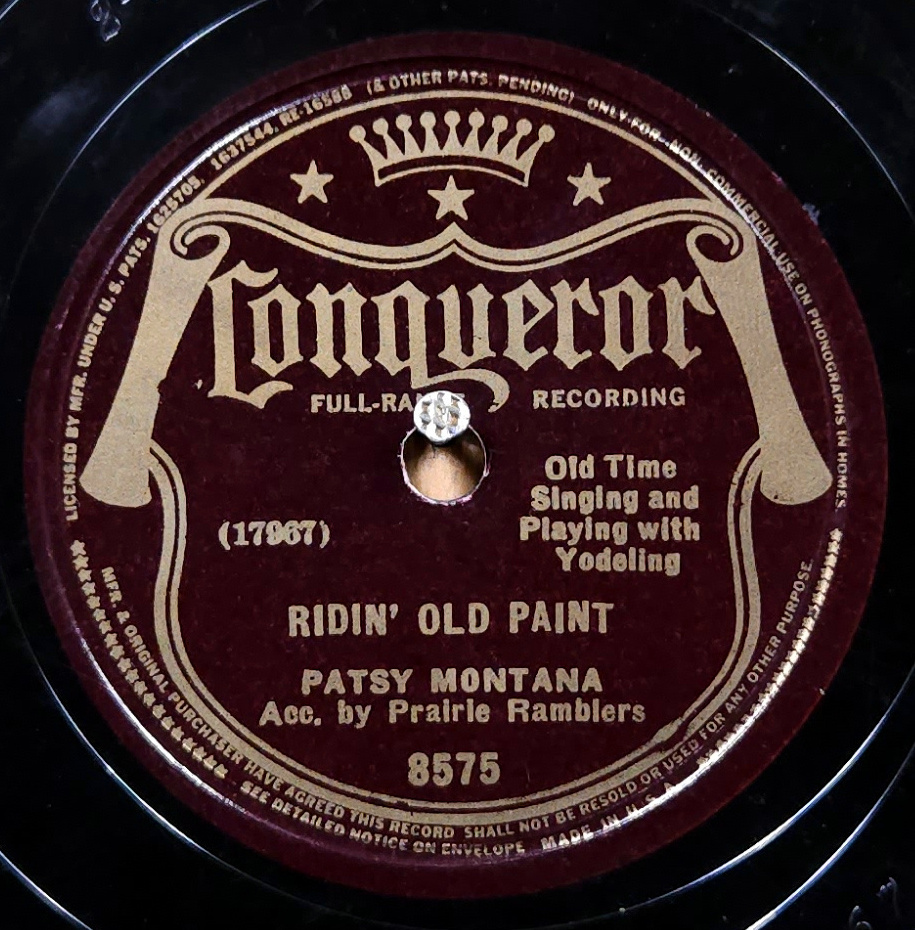 LICENSED BY MFR. UNDER U.S. PATS. 1625705, 1637544, RE-16588 (& OTHER PATS. PENDING) ONLY FOR NON-COMMERCIAL USE ON PHONOGRAPHS IN HOMES
Conqueror
FULL-RA RECORDING
Old Time
Singing and
Playing with
Yodeling
(17967)
RIDIN' OLD PAINT
PATSY MONTANA
Acc. by Prairie Ramblers
8575
MFR. & ORIGINAL PURCHASER HAVE AGREED THIS RECORD SHALL NOT BE RESOLD OR USED FOR ANY OTHER PURPOSE.
SEE DETAILED NOTICE ON ENVELOPE MADE IN U.S.A.